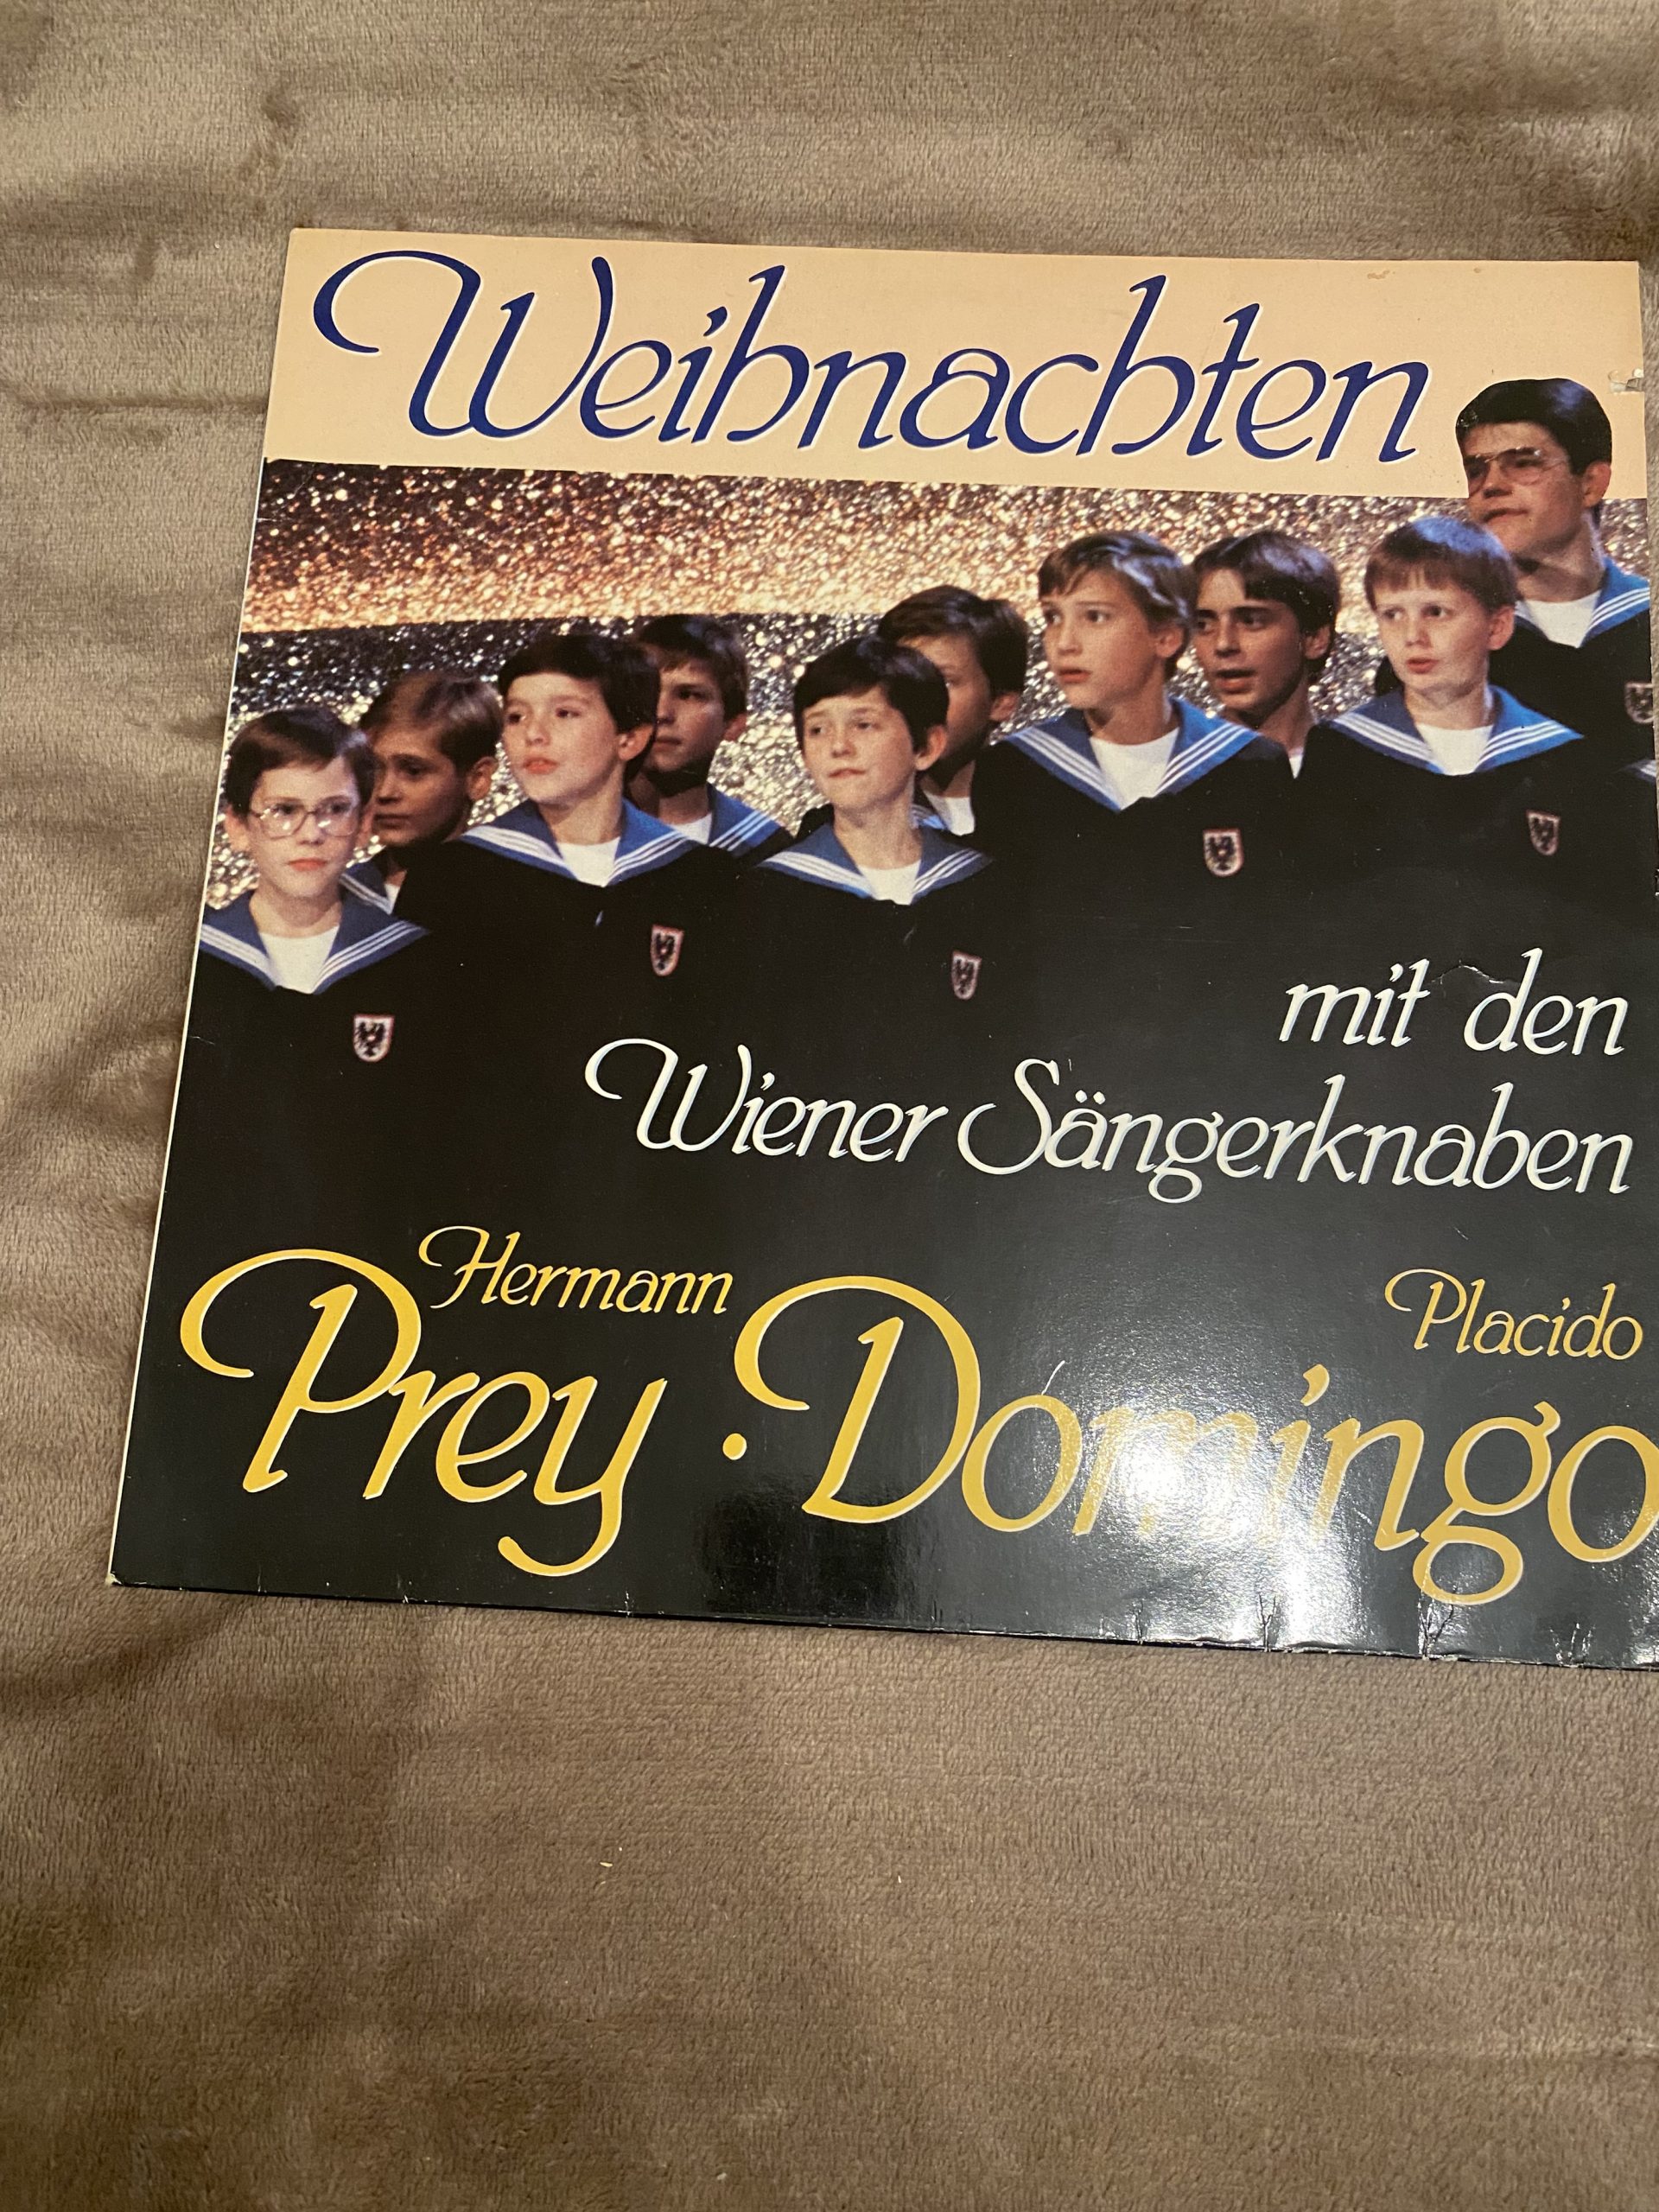 Weihnachten
mit den
Wiener Sängerknaben
Hermann
Prey · Domingo
Placido